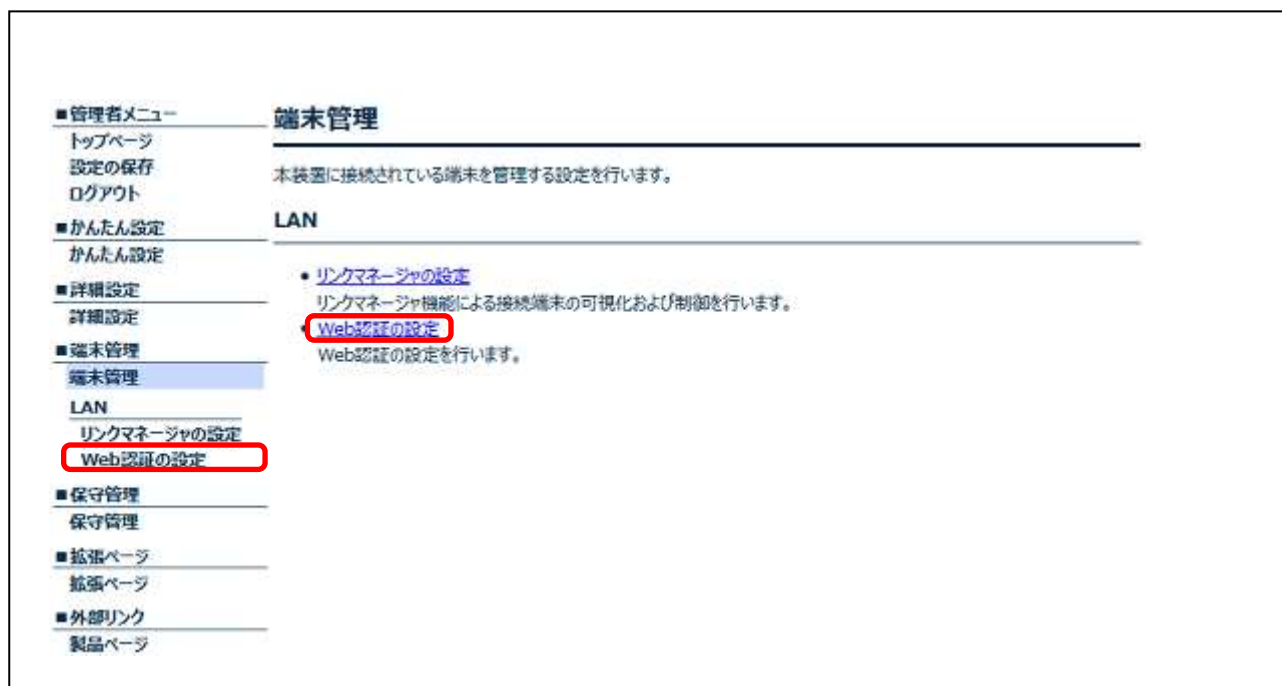 ■管理者メニュー
トップページ
設定の保存
ログアウト
■かんたん設定
かんたん設定
■詳細設定
詳細設定
■端末管理
端末管理
LAN
リンクマネージャの設定
Web認証の設定
■保守管理
保守管理
■拡張ページ
拡張ページ
■外部リンク
製品ページ
端末管理
本装置に接続されている端末を管理する設定を行います。
LAN
• リンクマネージャの設定
リンクマネージャ機能による接続端末の可視化および制御を行います。
• Web認証の設定
Web認証の設定を行います。